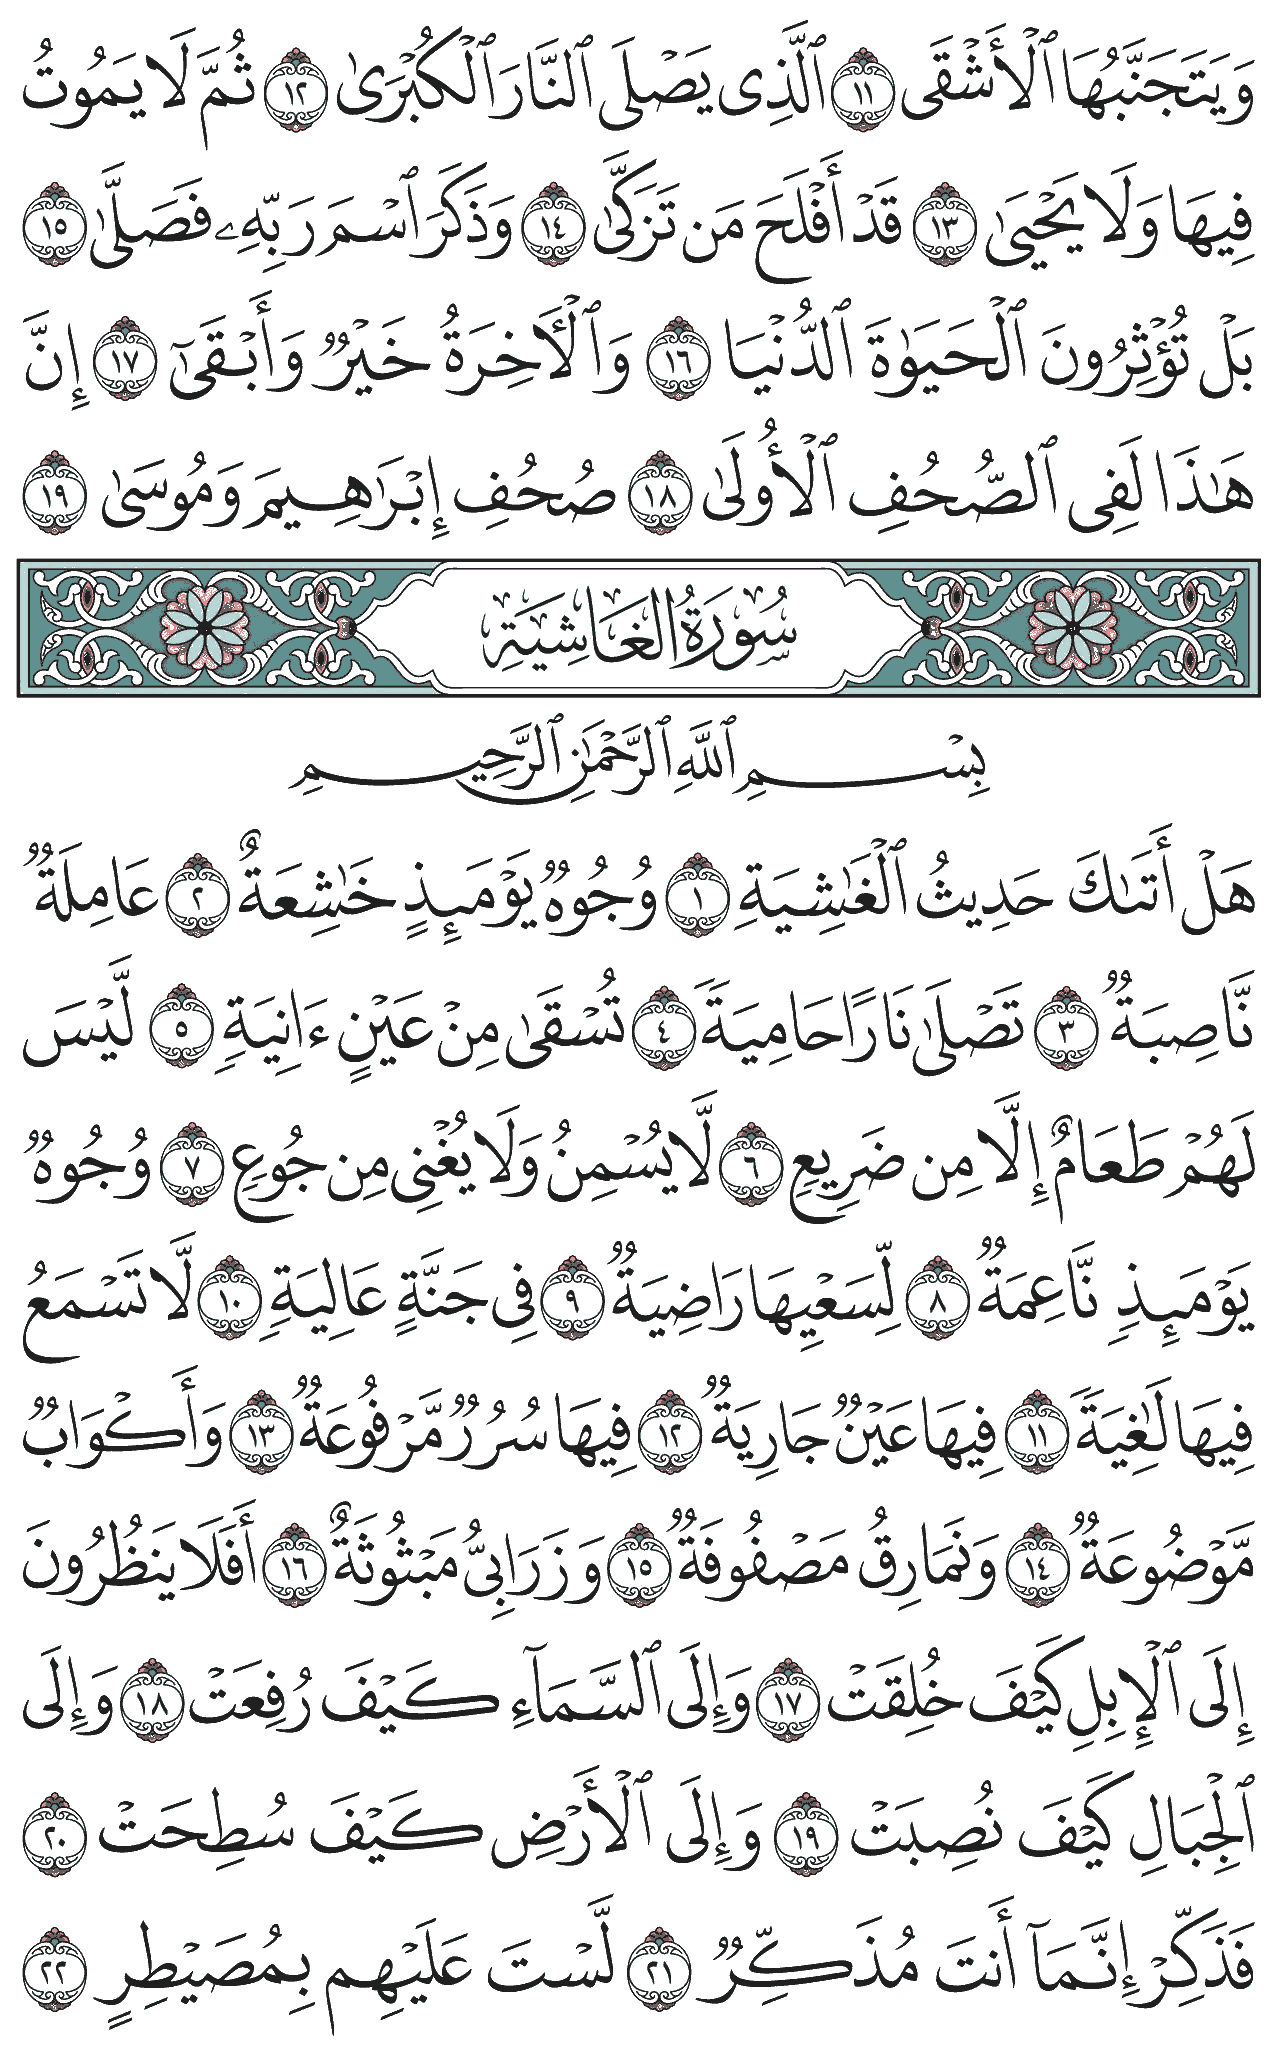 وَيَتَجَنَّبُهَا ٱلْأَشْقَى ١١ ٱلَّذِى يَصْلَى ٱلنَّارَ ٱلْكُبْرَىٰ ١٢ ثُمَّ لَا يَمُوتُ
فِيهَا وَلَا يَحْيَىٰ ١٣ قَدْ أَفْلَحَ مَن تَزَكَّىٰ ١٤ وَذَكَرَ ٱسْمَ رَبِّهِۦ فَصَلَّىٰ ١٥
بَلْ تُؤْثِرُونَ ٱلْحَيَوٰةَ ٱلدُّنْيَا ١٦ وَٱلْأَخِرَةُ خَيْرٌ وَأَبْقَىٰٓ ١٧ إِنَّ
هَٰذَا لَفِى ٱلصُّحُفِ ٱلْأُولَىٰ ١٨ صُحُفِ إِبْرَٰهِيمَ وَمُوسَىٰ ١٩
سُورَةُ الغَاشِيَةِ
بِسْمِ ٱللَّهِ ٱلرَّحْمَٰنِ ٱلرَّحِيمِ
هَلْ أَتَىٰكَ حَدِيثُ ٱلْغَٰشِيَةِ ١ وُجُوهٌ يَوْمَئِذٍ خَٰشِعَةٌ ٢ عَامِلَةٌ
نَّاصِبَةٌ ٣ تَصْلَىٰ نَارًا حَامِيَةً ٤ تُسْقَىٰ مِنْ عَيْنٍ ءَانِيَةٍ ٥ لَّيْسَ
لَهُمْ طَعَامٌ إِلَّا مِن ضَرِيعٍ ٦ لَّا يُسْمِنُ وَلَا يُغْنِى مِن جُوعٍ ٧ وُجُوهٌ
يَوْمَئِذٍ نَّاعِمَةٌ ٨ لِّسَعْيِهَا رَاضِيَةٌ ٩ فِى جَنَّةٍ عَالِيَةٍ ١٠ لَّا تَسْمَعُ
فِيهَا لَٰغِيَةً ١١ فِيهَا عَيْنٌ جَارِيَةٌ ١٢ فِيهَا سُرُرٌ مَّرْفُوعَةٌ ١٣ وَأَكْوَابٌ
مَّوْضُوعَةٌ ١٤ وَنَمَارِقُ مَصْفُوفَةٌ ١٥ وَزَرَابِىُّ مَبْثُوثَةٌ ١٦ أَفَلَا يَنظُرُونَ
إِلَى ٱلْإِبِلِ كَيْفَ خُلِقَتْ ١٧ وَإِلَى ٱلسَّمَآءِ كَيْفَ رُفِعَتْ ١٨ وَإِلَى
ٱلْجِبَالِ كَيْفَ نُصِبَتْ ١٩ وَإِلَى ٱلْأَرْضِ كَيْفَ سُطِحَتْ ٢٠
فَذَكِّرْ إِنَّمَآ أَنتَ مُذَكِّرٌ ٢١ لَّسْتَ عَلَيْهِم بِمُصَيْطِرٍ ٢٢